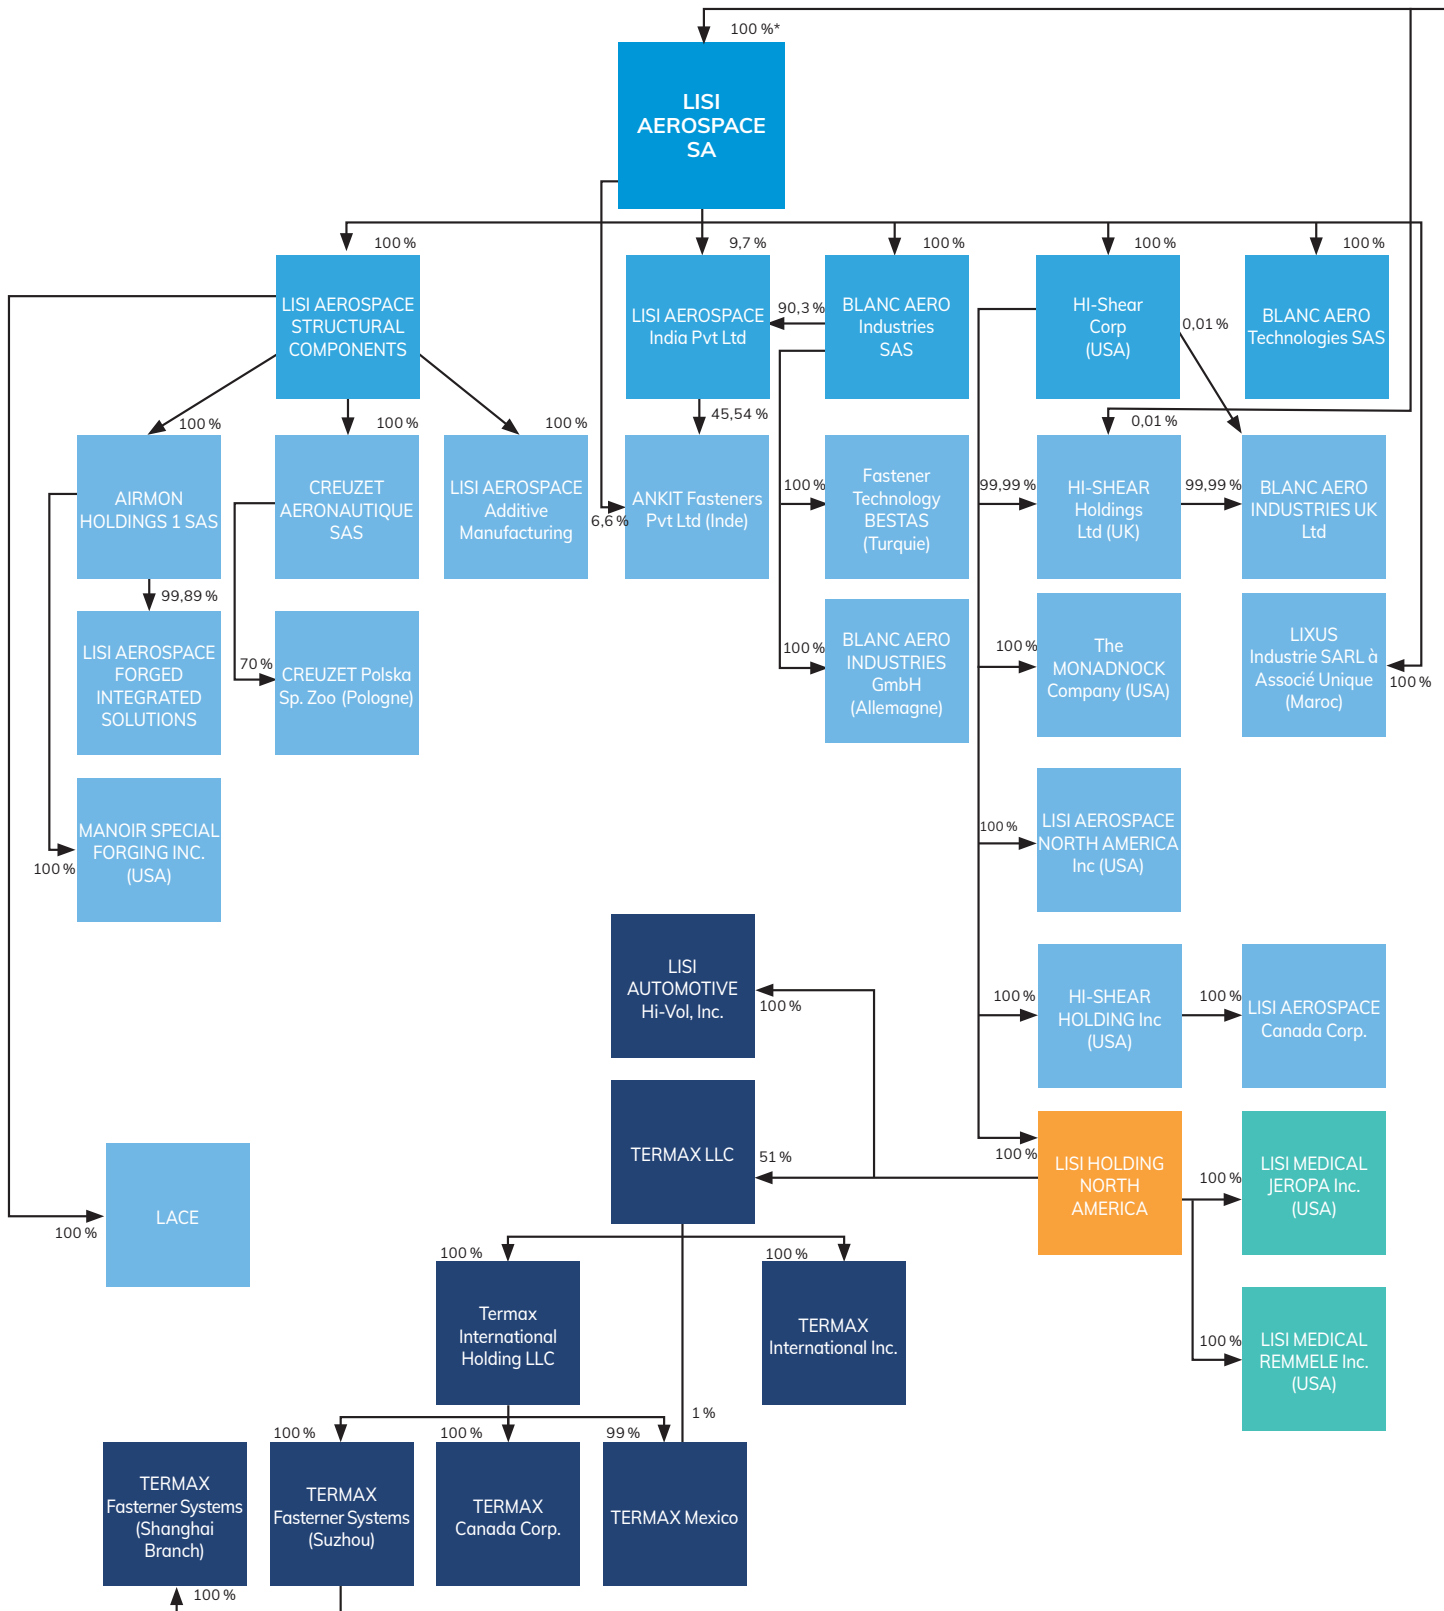 100 %*
LISI
AEROSPACE
SA
100 %
9,7 %
100 %
100 %
100 %
LISI AEROSPACE
STRUCTURAL
COMPONENTS
LISI AEROSPACE
India Pvt Ltd
90,3 %
BLANC AERO
Industries
SAS
HI-Shear
Corp
(USA)
0,01 %
BLANC AERO
Technologies SAS
100 %
100 %
100 %
45,54 %
0,01 %
AIRMON
HOLDINGS 1 SAS
CREUZET
AERONAUTIQUE
SAS
LISI AEROSPACE
Additive
Manufacturing
6,6 %
ANKIT Fasteners
Pvt Ltd (Inde)
100 %
Fastener
Technology
BESTAS
(Turquie)
99,99 %
HI-SHEAR
Holdings
Ltd (UK)
99,99 %
BLANC AERO
INDUSTRIES UK
Ltd
99,89 %
LISI AEROSPACE
FORGED
INTEGRATED
SOLUTIONS
70 %
CREUZET Polska
Sp. Zoo (Pologne)
100 %
BLANC AERO
INDUSTRIES
GmbH
(Allemagne)
100 %
The
MONADNOCK
Company (USA)
LIXUS
Industrie SARL à
Associé Unique
(Maroc)
100 %
MANOIR SPECIAL
FORGING INC.
(USA)
100 %
100 %
LISI AEROSPACE
NORTH AMERICA
Inc (USA)
LISI
AUTOMOTIVE
Hi-Vol, Inc.
100 %
100 %
HI-SHEAR
HOLDING Inc
(USA)
100 %
LISI AEROSPACE
Canada Corp.
TERMAX LLC
51 %
100 %
LISI HOLDING
NORTH
AMERICA
100 %
LISI MEDICAL
JEROPA Inc.
(USA)
LACE
100 %
100 %
100 %
Termax
International
Holding LLC
TERMAX
International Inc.
100 %
LISI MEDICAL
REMMELE Inc.
(USA)
1 %
100 %
100 %
99 %
TERMAX
Fasterner Systems
(Shanghai
Branch)
TERMAX
Fasterner Systems
(Suzhou)
TERMAX
Canada Corp.
TERMAX Mexico
100 %